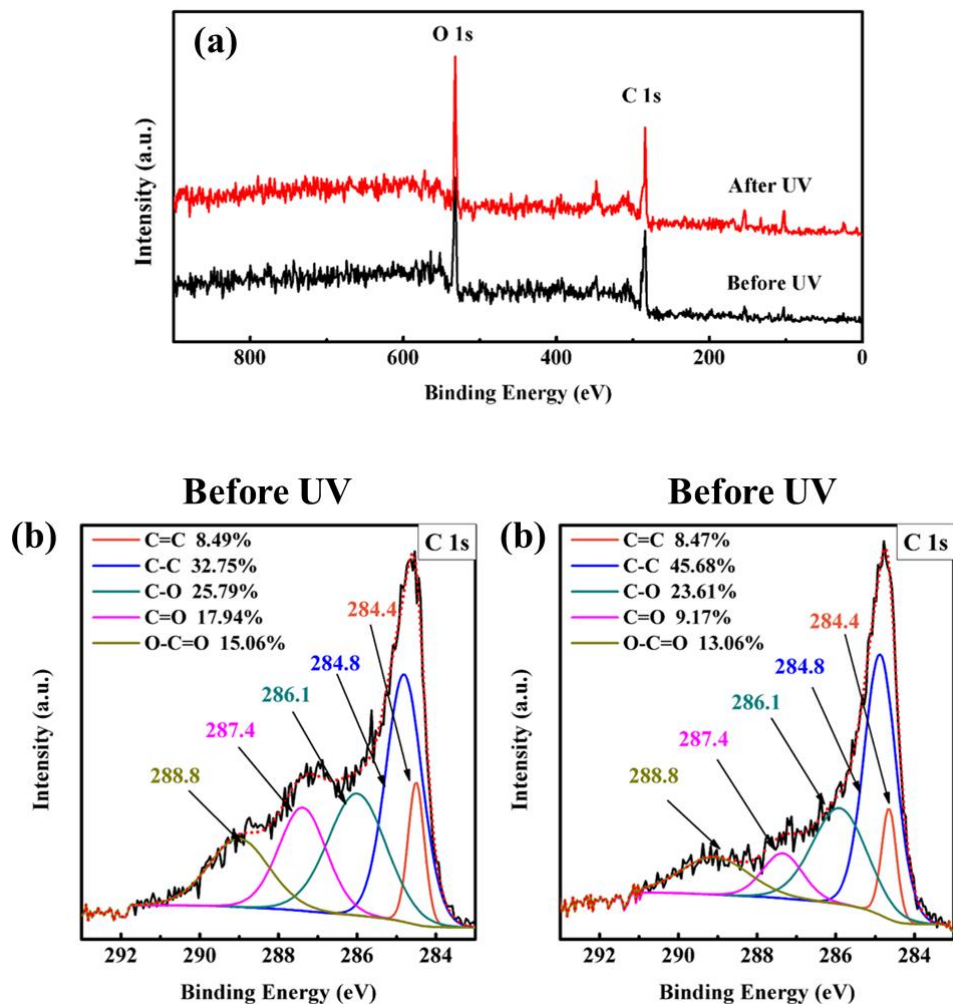 (a)
O 1s
C 1s
After UV
Before UV
Intensity (a.u.)
800 600 400 200 0
Binding Energy (eV)
Before UV
(b)
C 1s
C=C 8.49%
C-C 32.75%
C-O 25.79%
C=O 17.94%
O-C=O 15.06%
284.4
284.8
286.1
287.4
288.8
Intensity (a.u.)
292 290 288 286 284
Binding Energy (eV)
Before UV
(b)
C 1s
C=C 8.47%
C-C 45.68%
C-O 23.61%
C=O 9.17%
O-C=O 13.06%
284.4
284.8
286.1
287.4
288.8
Intensity (a.u.)
292 290 288 286 284
Binding Energy (eV)